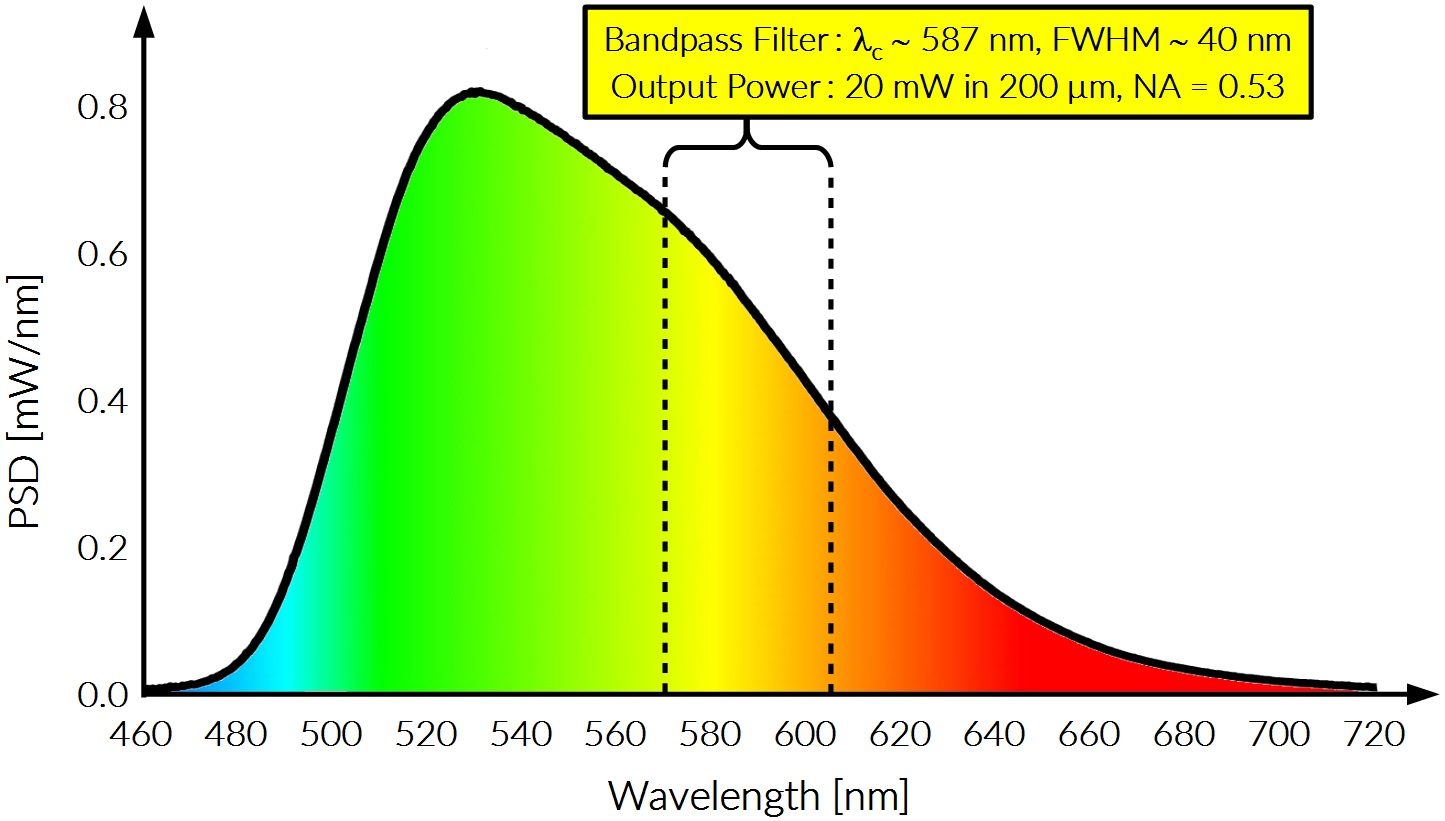 Bandpass Filter : λc ~ 587 nm, FWHM ~ 40 nm
Output Power : 20 mW in 200 µm, NA = 0.53
0.8
0.6
0.4
0.2
0.0
PSD [mW/nm]
460 480 500 520 540 560 580 600 620 640 660 680 700 720
Wavelength [nm]